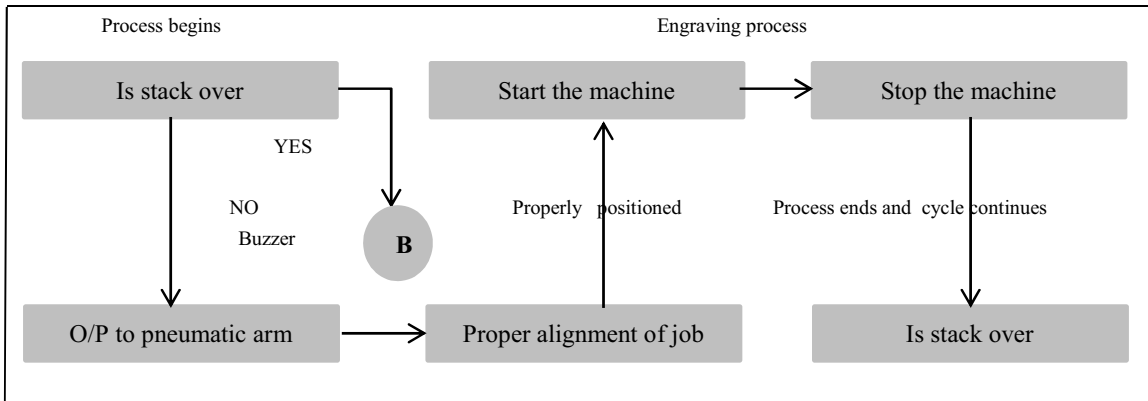 Process begins
Engraving process
Is stack over
Start the machine
Stop the machine
YES
NO
Buzzer
B
Properly positioned
Process ends and cycle continues
O/P to pneumatic arm
Proper alignment of job
Is stack over